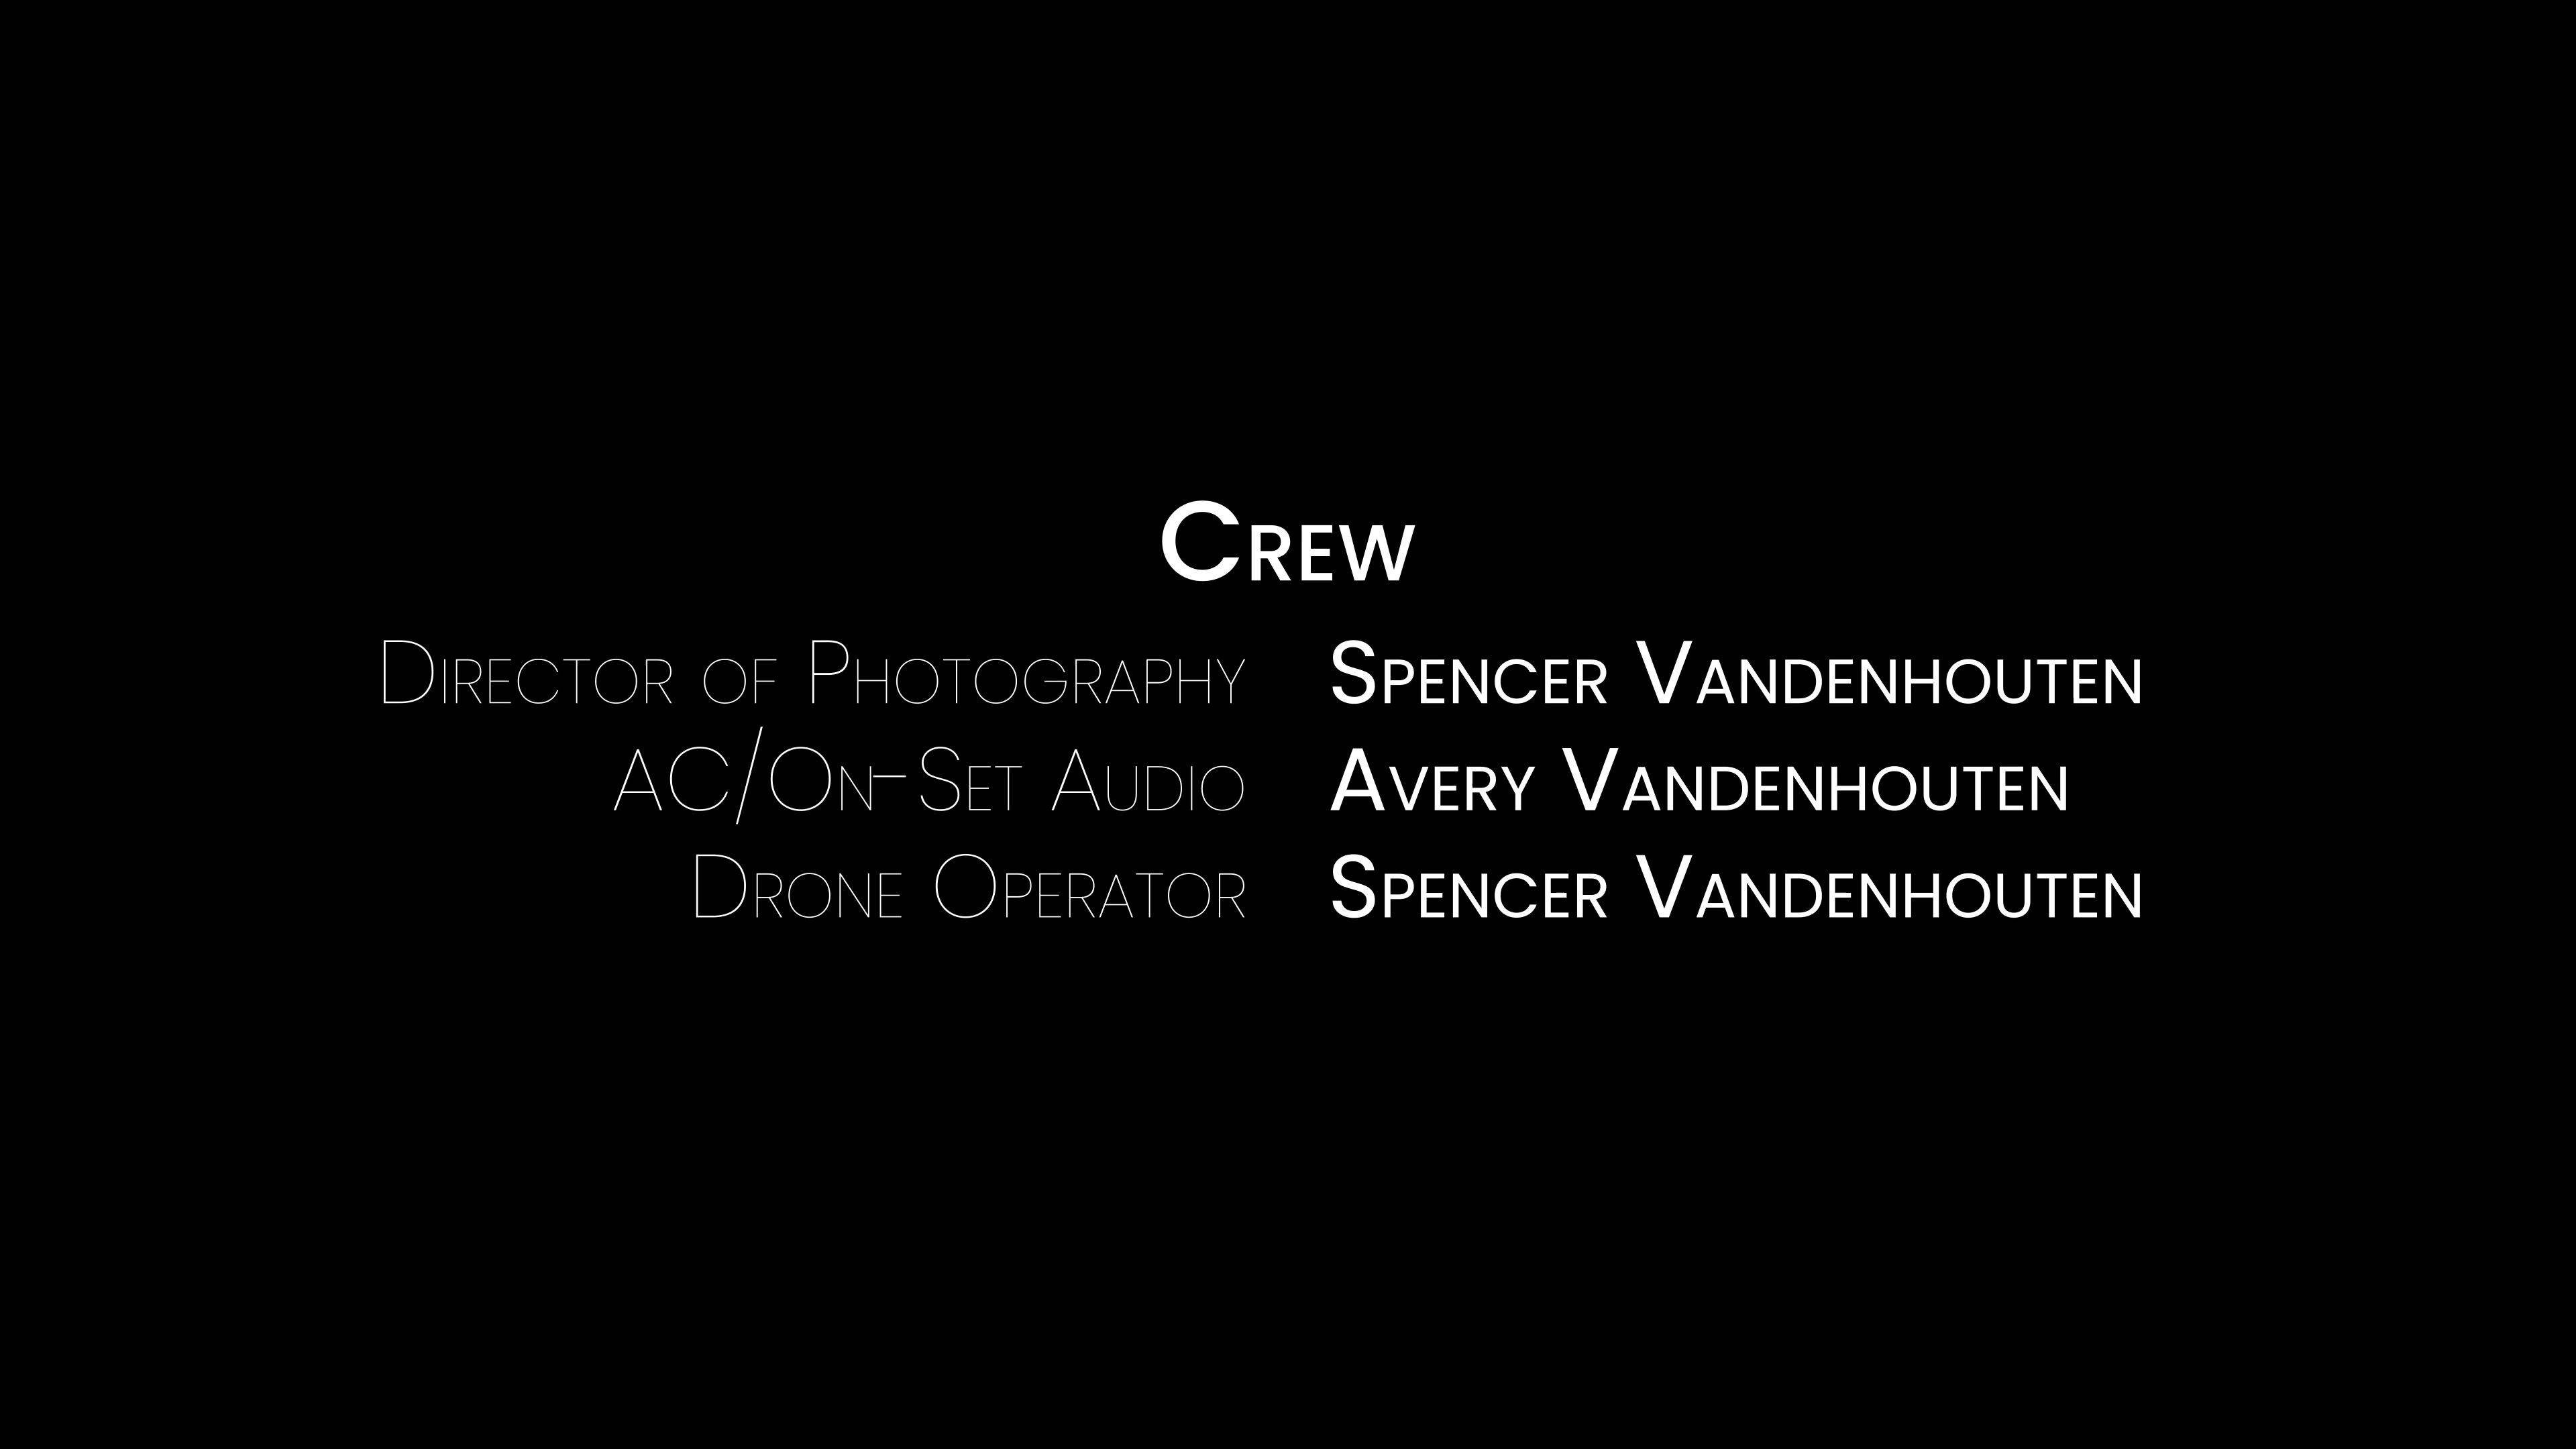 Crew
Director of Photography Spencer Vandenhouten
AC/On-Set Audio Avery Vandenhouten
Drone Operator Spencer Vandenhouten